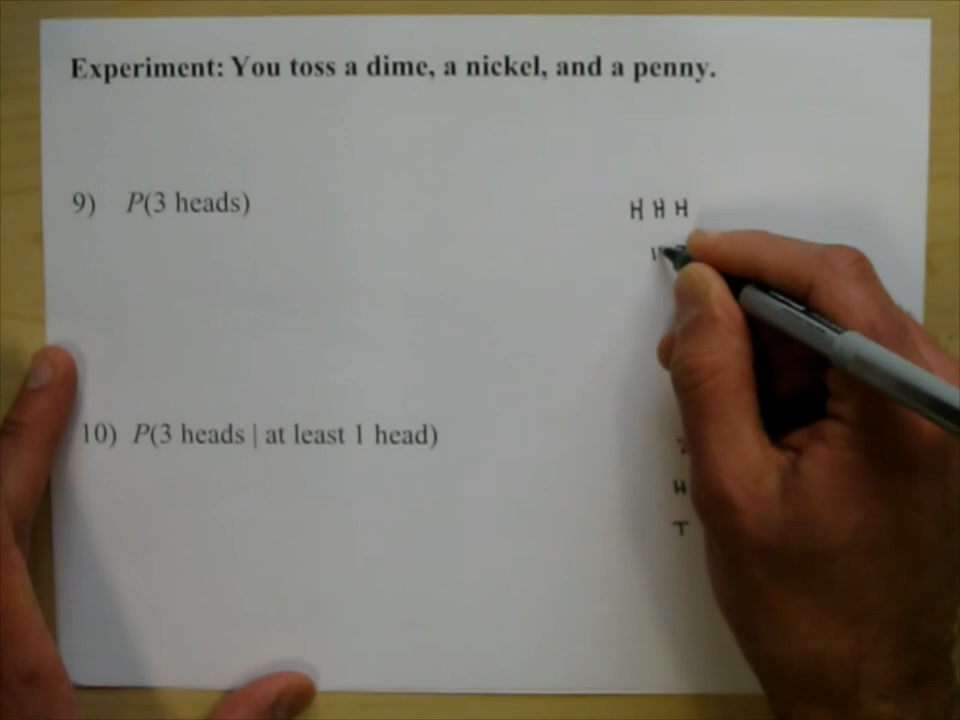 Experiment: You toss a dime, a nickel, and a penny.
9) P(3 heads)
H H H
10) P(3 heads | at least 1 head)
H
T